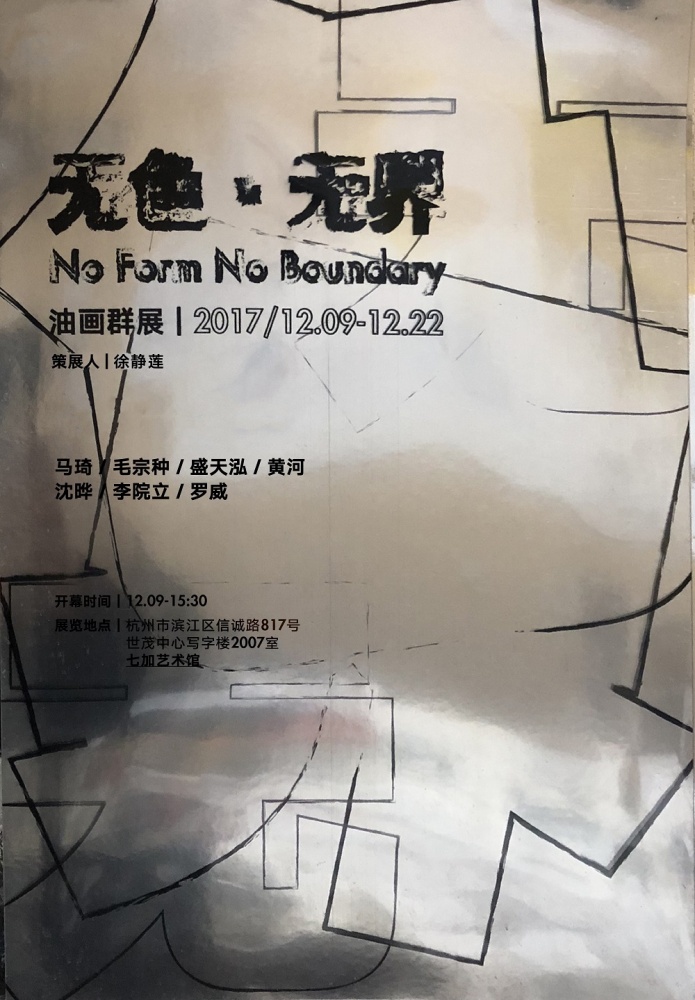 无色·无界
No Form No Boundary
油画群展 | 2017/12.09-12.22
策展人 | 徐静莲
马琦 / 毛宗种 / 盛天泓 / 黄河
沈晔 / 李院立 / 罗威
开幕时间 | 12.09-15:30
展览地点 | 杭州市滨江区信诚路817号
世茂中心写字楼2007室
七加艺术馆